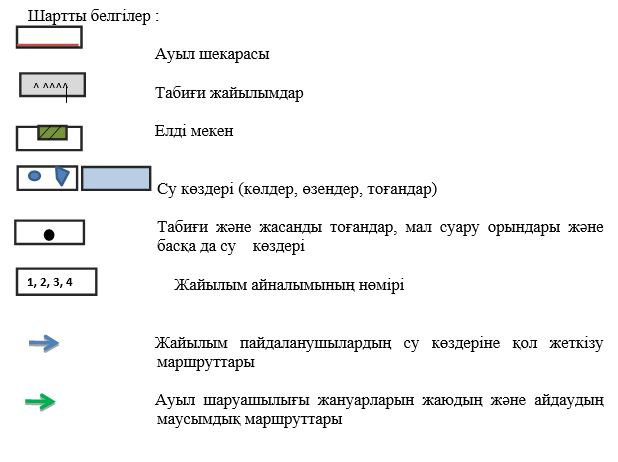 Шартты белгілер :
Ауыл шекарасы
^ ^^^^
Табиғи жайылымдар
Елді мекен
Су көздері (көлдер, өзендер, тоғандар)
Табиғи және жасанды тоғандар, мал суару орындары және
басқа да су көздері
1, 2, 3, 4
Жайылым айналымының нөмірі
Жайылым пайдаланушылардың су көздеріне қол жеткізу
маршруттары
Ауыл шаруашылығы жануарларын жаюдың және айдаудың
маусымдық маршруттары